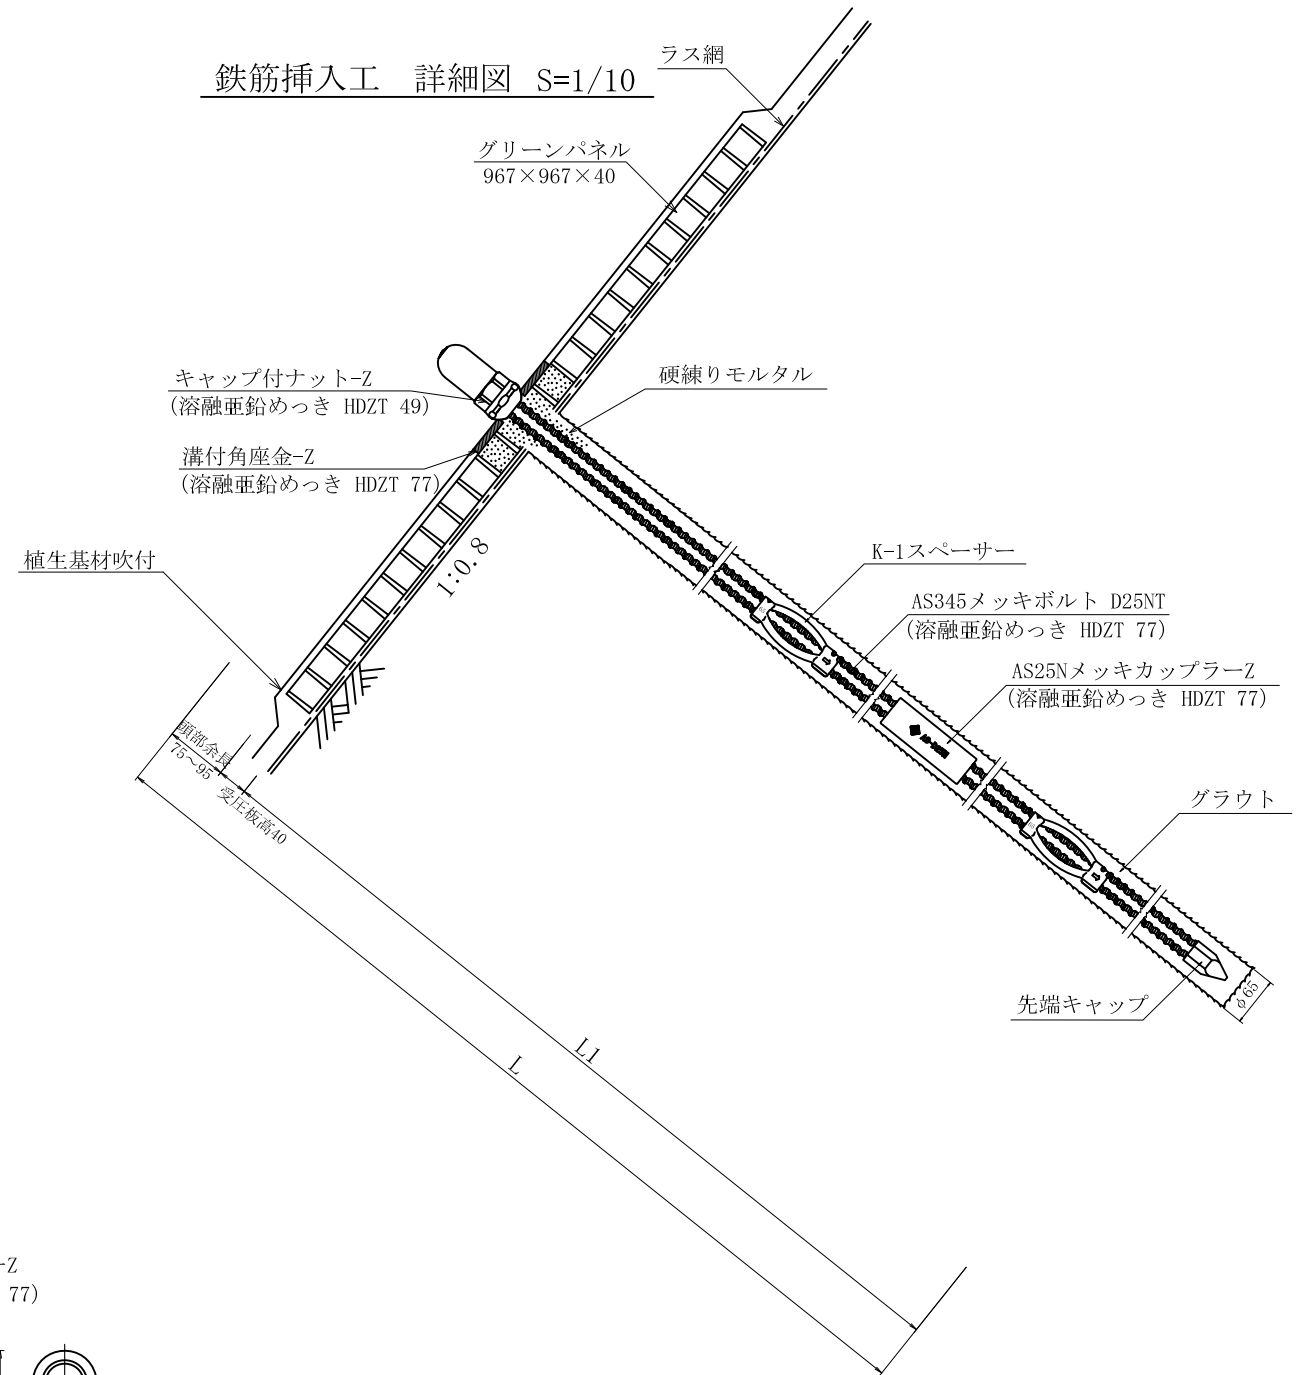 鉄筋挿入工　詳細図　S=1/10
ラス網
グリーンパネル
967×967×40
キャップ付ナット-Z
(溶融亜鉛めっき HDZT 49)
硬練りモルタル
溝付角座金-Z
(溶融亜鉛めっき HDZT 77)
植生基材吹付
1:0.8
K-1スペーサー
AS345メッキボルト D25NT
(溶融亜鉛めっき HDZT 77)
AS25NメッキカップラーZ
(溶融亜鉛めっき HDZT 77)
頭部余長
75～95
受圧板高40
グラウト
先端キャップ
φ65
L1
L
-Z
77)